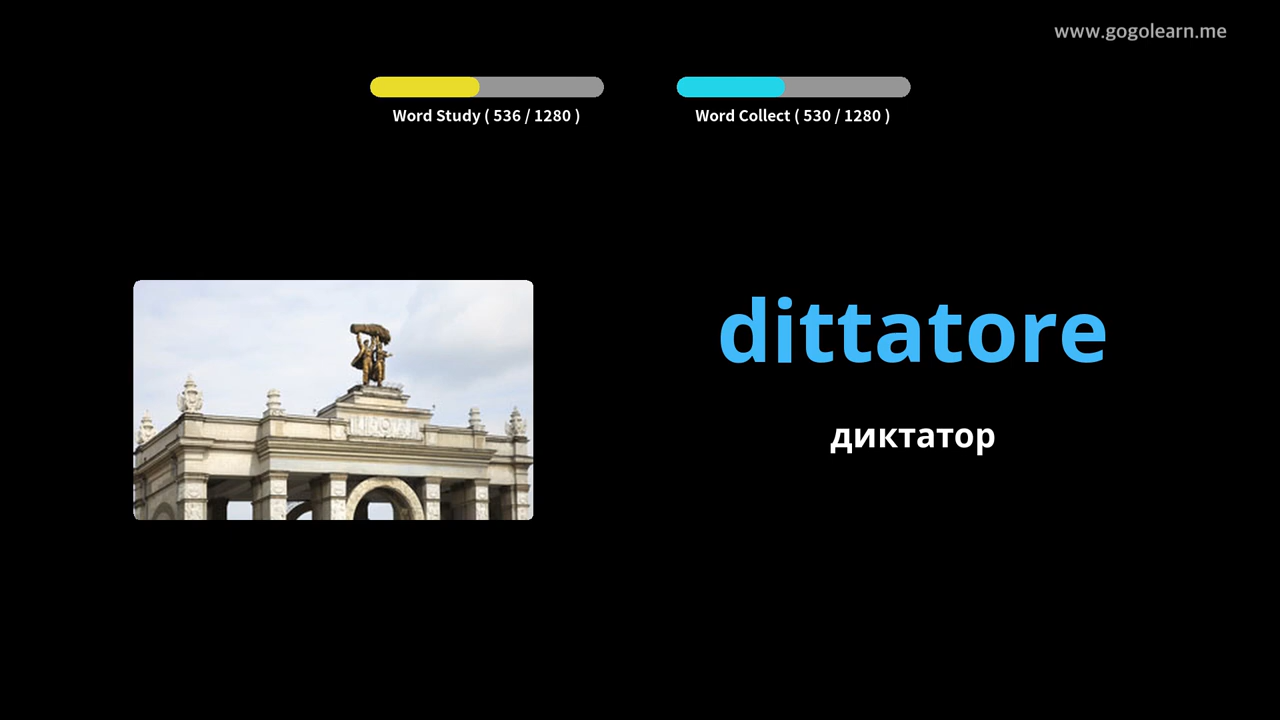 www.gogolearn.me
Word Study ( 536 / 1280 )
Word Collect ( 530 / 1280 )
dittatore
диктатор